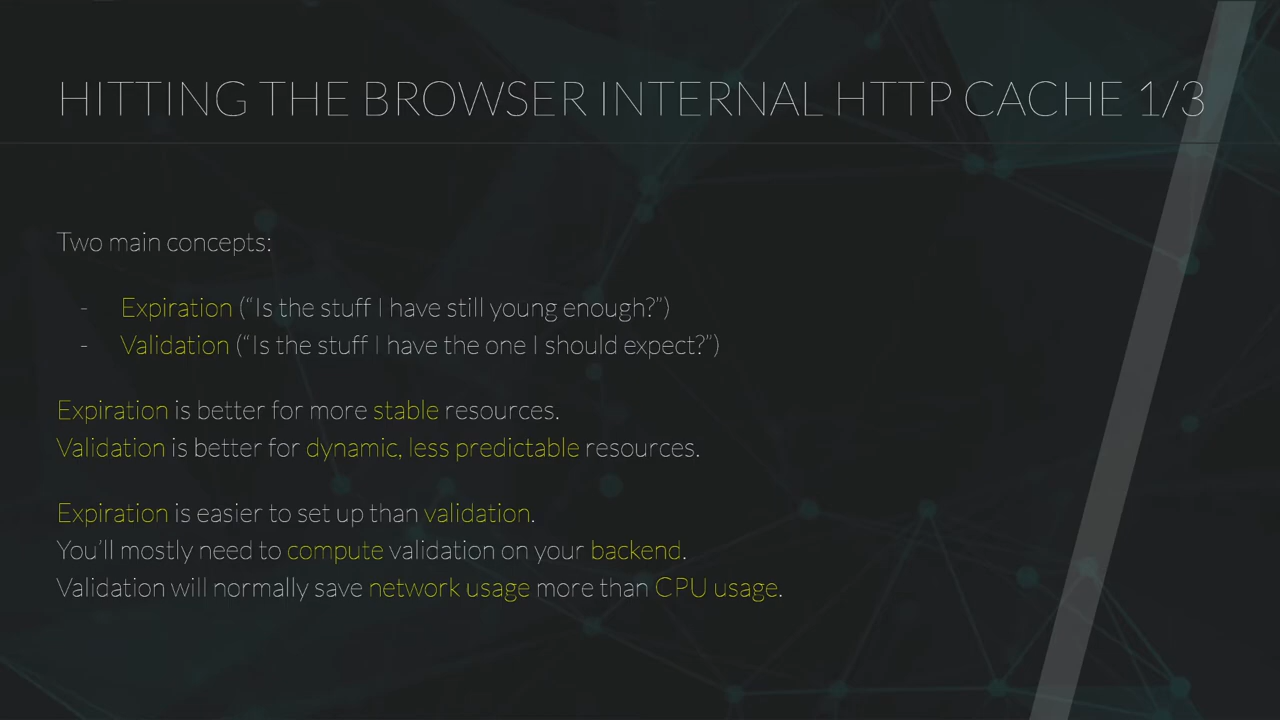 HITTING THE BROWSER INTERNAL HTTP CACHE 1/3
Two main concepts:
- Expiration (“Is the stuff I have still young enough?”)
- Validation (“Is the stuff I have the one I should expect?”)
Expiration is better for more stable resources.
Validation is better for dynamic, less predictable resources.
Expiration is easier to set up than validation.
You’ll mostly need to compute validation on your backend.
Validation will normally save network usage more than CPU usage.